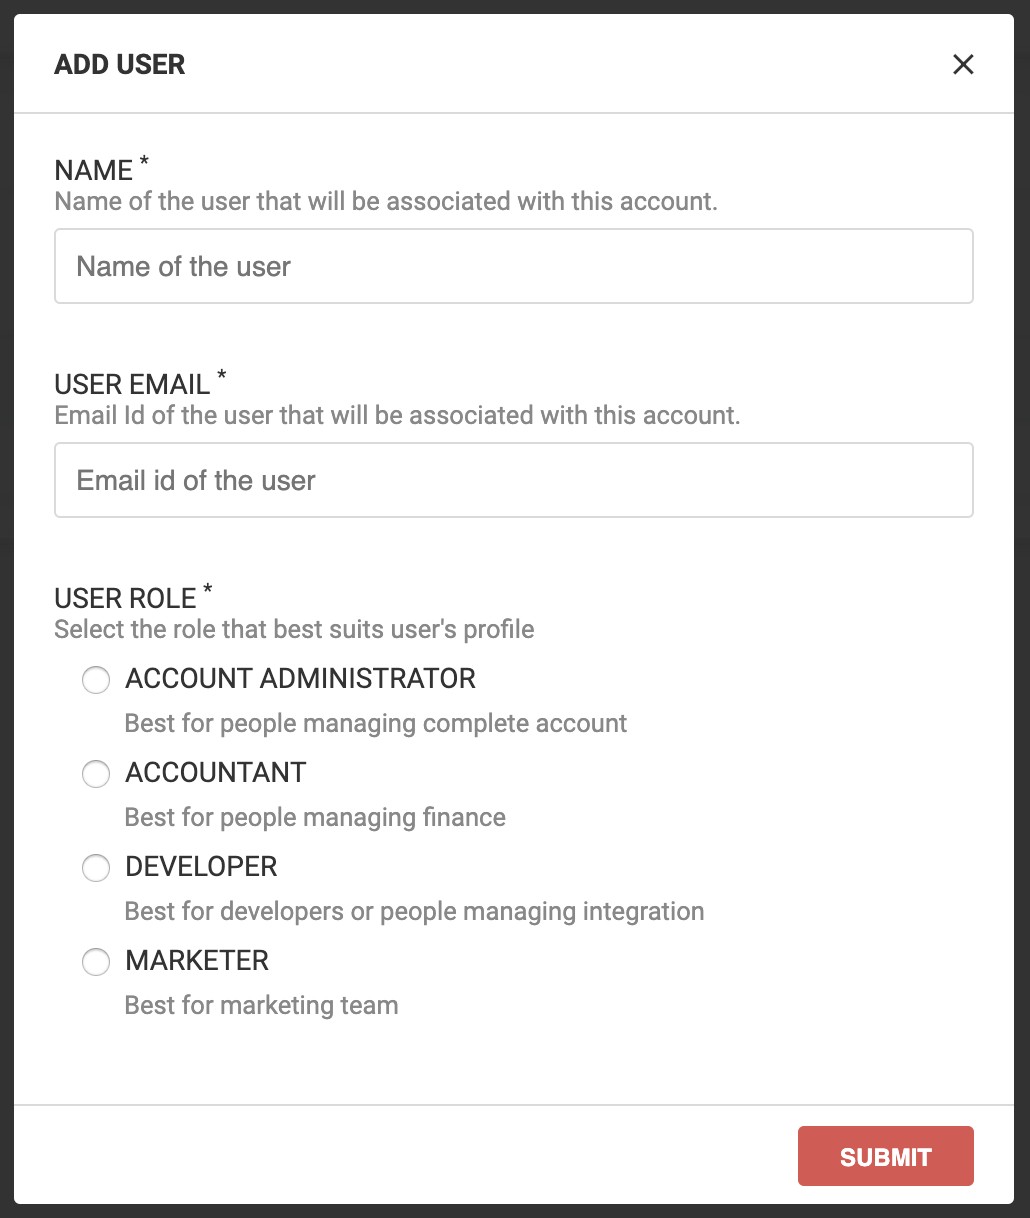 ADD USER
NAME *
Name of the user that will be associated with this account.
Name of the user
USER EMAIL *
Email Id of the user that will be associated with this account.
Email id of the user
USER ROLE *
Select the role that best suits user's profile
ACCOUNT ADMINISTRATOR
Best for people managing complete account
ACCOUNTANT
Best for people managing finance
DEVELOPER
Best for developers or people managing integration
MARKETER
Best for marketing team
SUBMIT